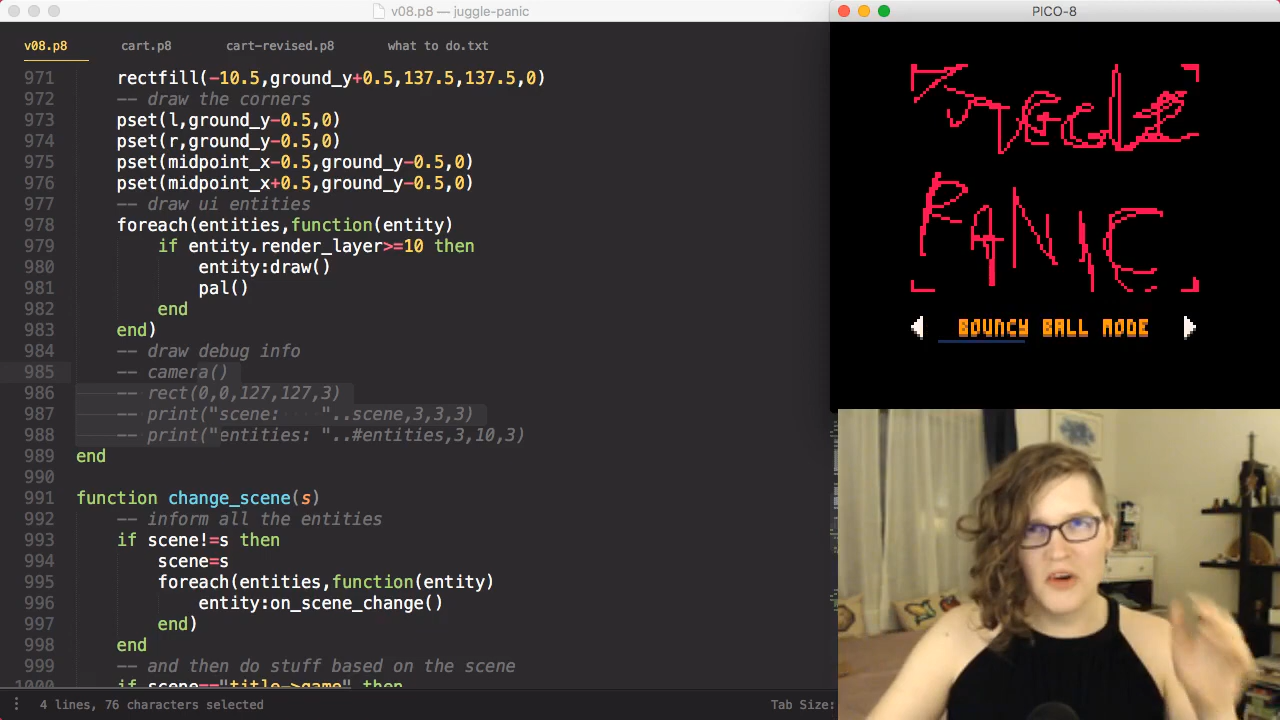 v08.p8 — juggle-panic
v08.p8 cart.p8 cart-revised.p8 what to do.txt
971 rectfill(-10.5,ground_y+0.5,137.5,137.5,0)
972 -- draw the corners
973 pset(l,ground_y-0.5,0)
974 pset(r,ground_y-0.5,0)
975 pset(midpoint_x-0.5,ground_y-0.5,0)
976 pset(midpoint_x+0.5,ground_y-0.5,0)
977 -- draw ui entities
978 foreach(entities,function(entity)
979 if entity.render_layer>=10 then
980 entity:draw()
981 pal()
982 end
983 end)
984 -- draw debug info
985 -- camera()
986 -- rect(0,0,127,127,3)
987 -- print("scene:    "..scene,3,3,3)
988 -- print("entities: "..#entities,3,10,3)
989 end
990
991 function change_scene(s)
992 -- inform all the entities
993 if scene!=s then
994 scene=s
995 foreach(entities,function(entity)
996 entity:on_scene_change()
997 end)
998 end
999 -- and then do stuff based on the scene
1000 if scene=="title->game" then
4 lines, 76 characters selected
Tab Size:
PICO-8
Juggle
PANIC
BOUNCY BALL MODE